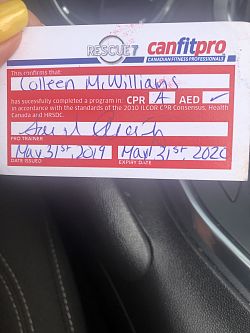 RESCUE7 canfitpro
CANADIAN FITNESS PROFESSIONALS
This confirms that:
Colleen McWilliams
has sucessfully completed a program in: CPR A AED ✓
in accordance with the standards of the 2010 ILCOR CPR Consensus, Health
Canada and HRSDC.
PRO TRAINER
May 31st, 2019 May 31st 2020
DATE ISSUED EXPIRY DATE